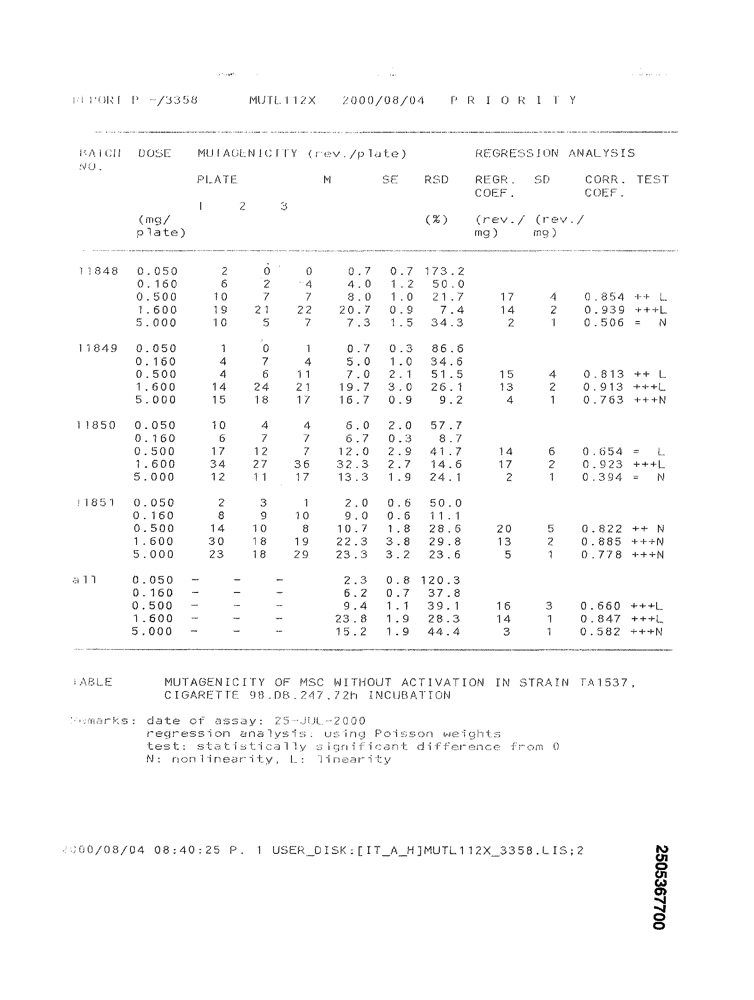 REPORT P -/3358 MUTL112X 2000/08/04 P R I O R I T Y
BATCH DOSE MUTAGENICITY (rev./plate) REGRESSION ANALYSIS
NO.
PLATE M SE RSD REGR. SD CORR. TEST
COEF. COEF.
1 2 3
(mg/ (%) (rev./ (rev./
plate) mg) mg)
11848 0.050 2 0 0 0.7 0.7 173.2
0.160 6 2 4 4.0 1.2 50.0
0.500 10 7 7 8.0 1.0 21.7 17 4 0.854 ++ L
1.600 19 21 22 20.7 0.9 7.4 14 2 0.939 +++L
5.000 10 5 7 7.3 1.5 34.3 2 1 0.506 = N
11849 0.050 1 0 1 0.7 0.3 86.6
0.160 4 7 4 5.0 1.0 34.6
0.500 4 6 11 7.0 2.1 51.5 15 4 0.813 ++ L
1.600 14 24 21 19.7 3.0 26.1 13 2 0.913 +++L
5.000 15 18 17 16.7 0.9 9.2 4 1 0.763 +++N
11850 0.050 10 4 4 6.0 2.0 57.7
0.160 6 7 7 6.7 0.3 8.7
0.500 17 12 7 12.0 2.9 41.7 14 6 0.654 = L
1.600 34 27 36 32.3 2.7 14.6 17 2 0.923 +++L
5.000 12 11 17 13.3 1.9 24.1 2 1 0.394 = N
11851 0.050 2 3 1 2.0 0.6 50.0
0.160 8 9 10 9.0 0.6 11.1
0.500 14 10 8 10.7 1.8 28.6 20 5 0.822 ++ N
1.600 30 18 19 22.3 3.8 29.8 13 2 0.885 +++N
5.000 23 18 29 23.3 3.2 23.6 5 1 0.778 +++N
all 0.050 - - - 2.3 0.8 120.3
0.160 - - - 6.2 0.7 37.8
0.500 - - - 9.4 1.1 39.1 16 3 0.660 +++L
1.600 - - - 23.8 1.9 28.3 14 1 0.847 +++L
5.000 - - - 15.2 1.9 44.4 3 1 0.582 +++N
TABLE MUTAGENICITY OF MSC WITHOUT ACTIVATION IN STRAIN TA1537,
CIGARETTE 98.DB.247,72h INCUBATION
Remarks: date of assay: 25-JUL-2000
regression analysis. using Poisson weights
test: statistically significant difference from 0
N: nonlinearity, L: linearity
2000/08/04 08:40:25 P. 1 USER_DISK:[IT_A_H]MUTL112X_3358.LIS;2
2505367700